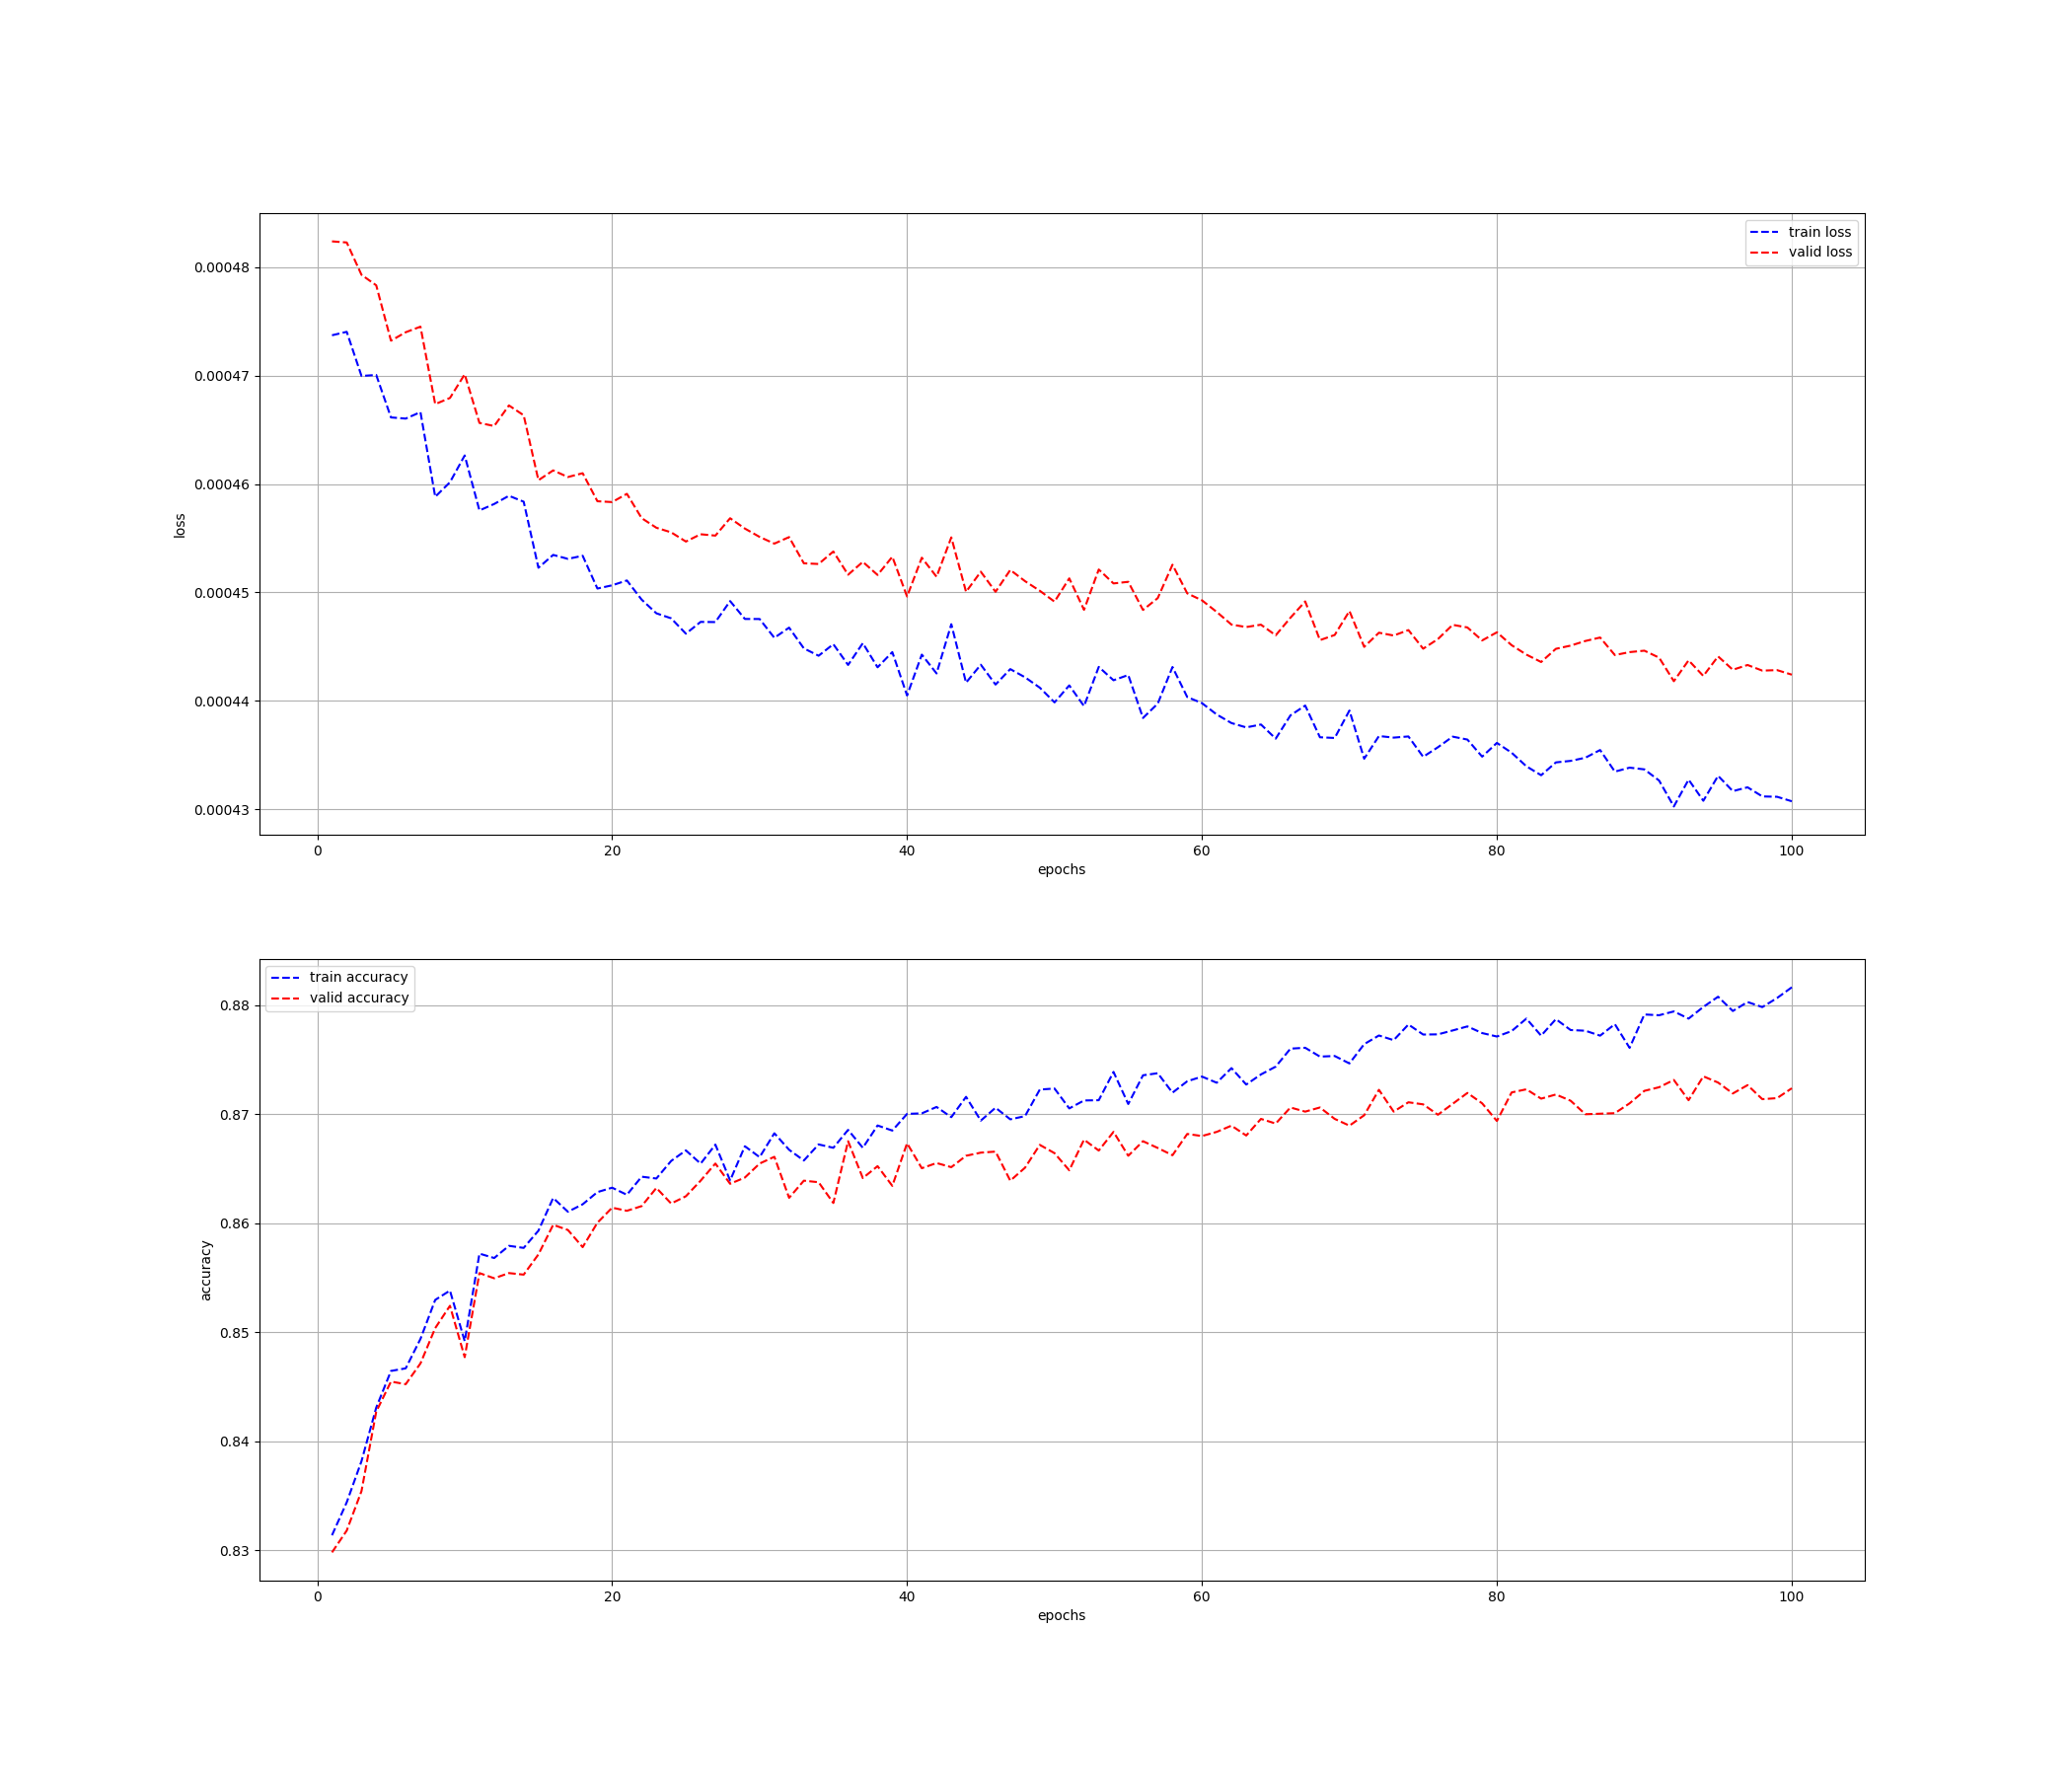 train loss
valid loss
0.00048
0.00047
0.00046
0.00045
0.00044
0.00043
loss
0 20 40 60 80 100
epochs
train accuracy
valid accuracy
0.88
0.87
0.86
0.85
0.84
0.83
accuracy
0 20 40 60 80 100
epochs